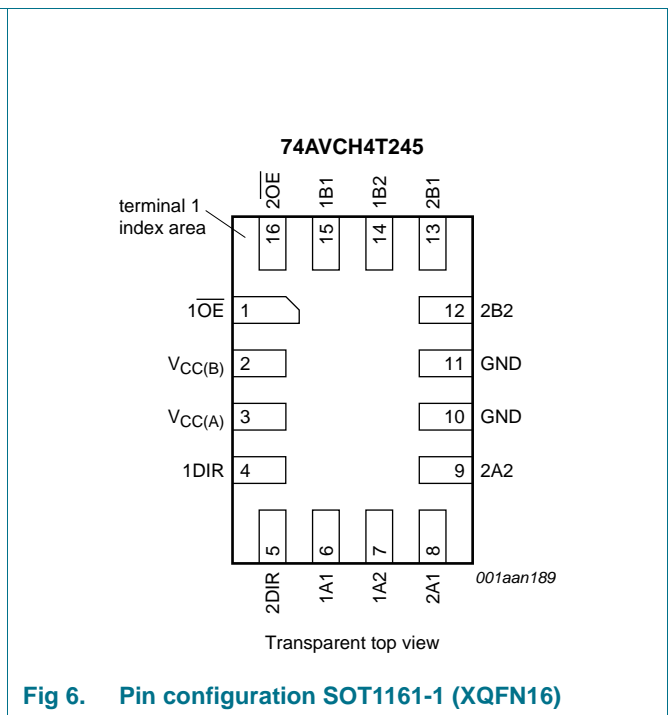 74AVCH4T245
terminal 1
index area
2O̅E̅
1B1
1B2
2B1
16
15
14
13
1O̅E̅
1
12
2B2
VCC(B)
2
11
GND
VCC(A)
3
10
GND
1DIR
4
9
2A2
5
6
7
8
2DIR
1A1
1A2
2A1
001aan189
Transparent top view
Fig 6. Pin configuration SOT1161-1 (XQFN16)